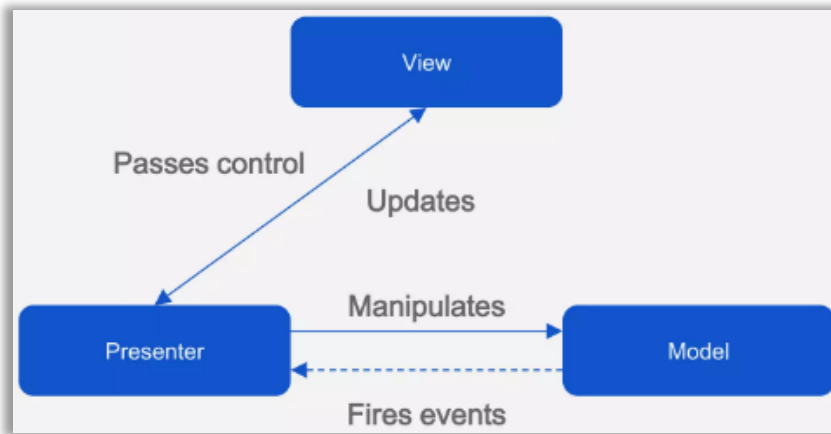 View
Passes control
Updates
Manipulates
Presenter
Model
Fires events